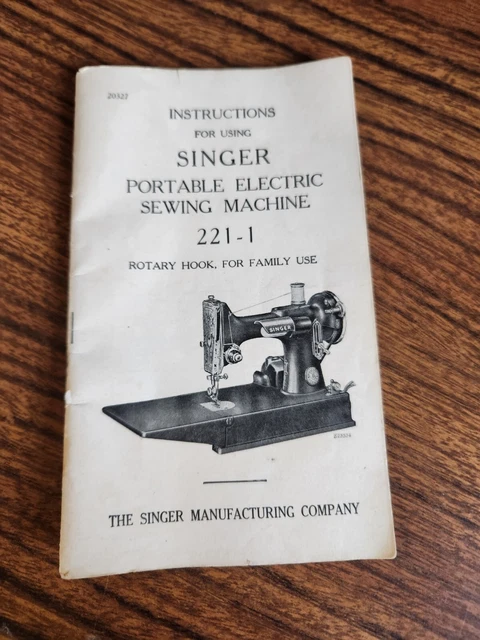 20322
INSTRUCTIONS
FOR USING
SINGER
PORTABLE ELECTRIC
SEWING MACHINE
221-1
ROTARY HOOK, FOR FAMILY USE
SINGER
THE SINGER MANUFACTURING COMPANY